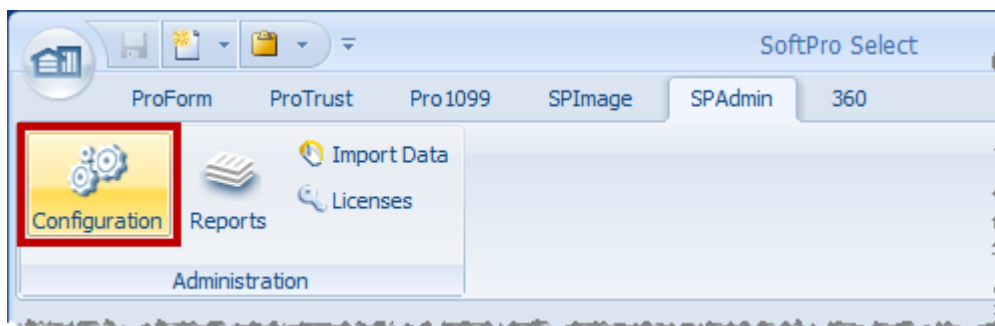 SoftPro Select
ProForm ProTrust Pro1099 SPImage SPAdmin 360
Import Data
Licenses
Configuration Reports
Administration